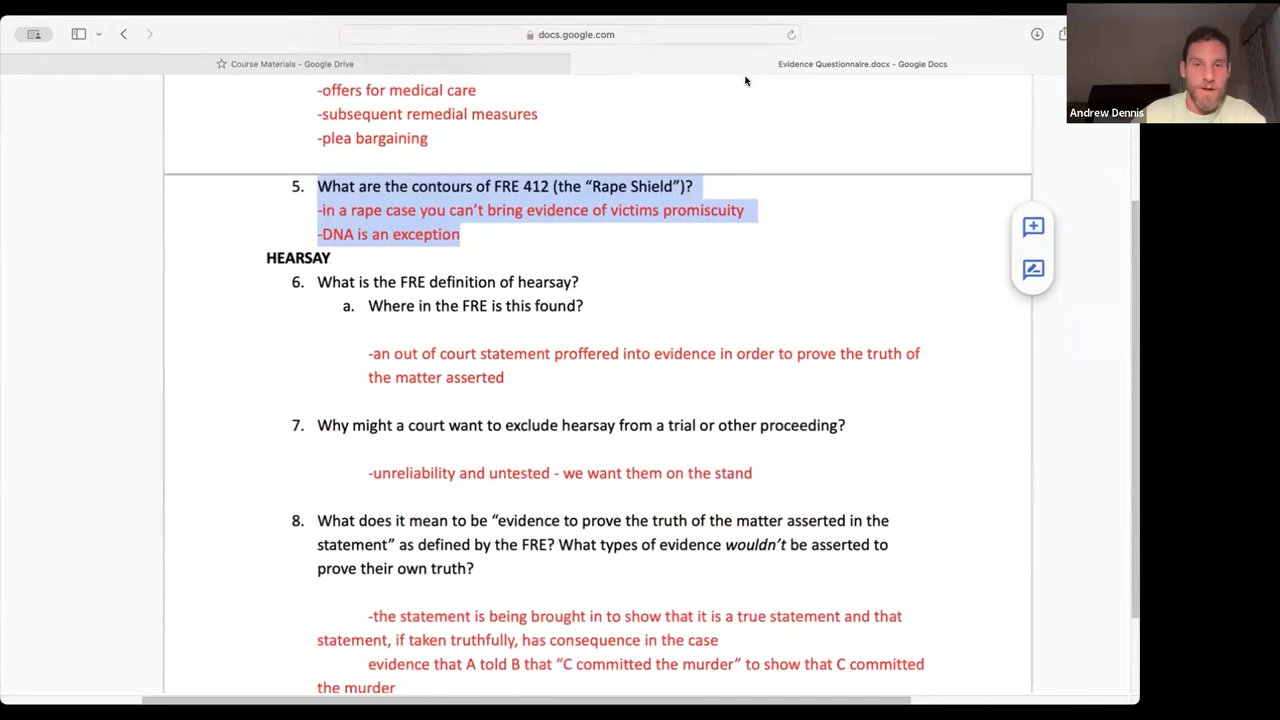 docs.google.com
Course Materials - Google Drive
Evidence Questionnaire.docx - Google Docs
Andrew Dennis
-offers for medical care
-subsequent remedial measures
-plea bargaining
5. What are the contours of FRE 412 (the “Rape Shield”)?
-in a rape case you can’t bring evidence of victims promiscuity
-DNA is an exception
HEARSAY
6. What is the FRE definition of hearsay?
a. Where in the FRE is this found?
-an out of court statement proffered into evidence in order to prove the truth of
the matter asserted
7. Why might a court want to exclude hearsay from a trial or other proceeding?
-unreliability and untested - we want them on the stand
8. What does it mean to be “evidence to prove the truth of the matter asserted in the
statement” as defined by the FRE? What types of evidence wouldn’t be asserted to
prove their own truth?
-the statement is being brought in to show that it is a true statement and that
statement, if taken truthfully, has consequence in the case
evidence that A told B that “C committed the murder” to show that C committed
the murder